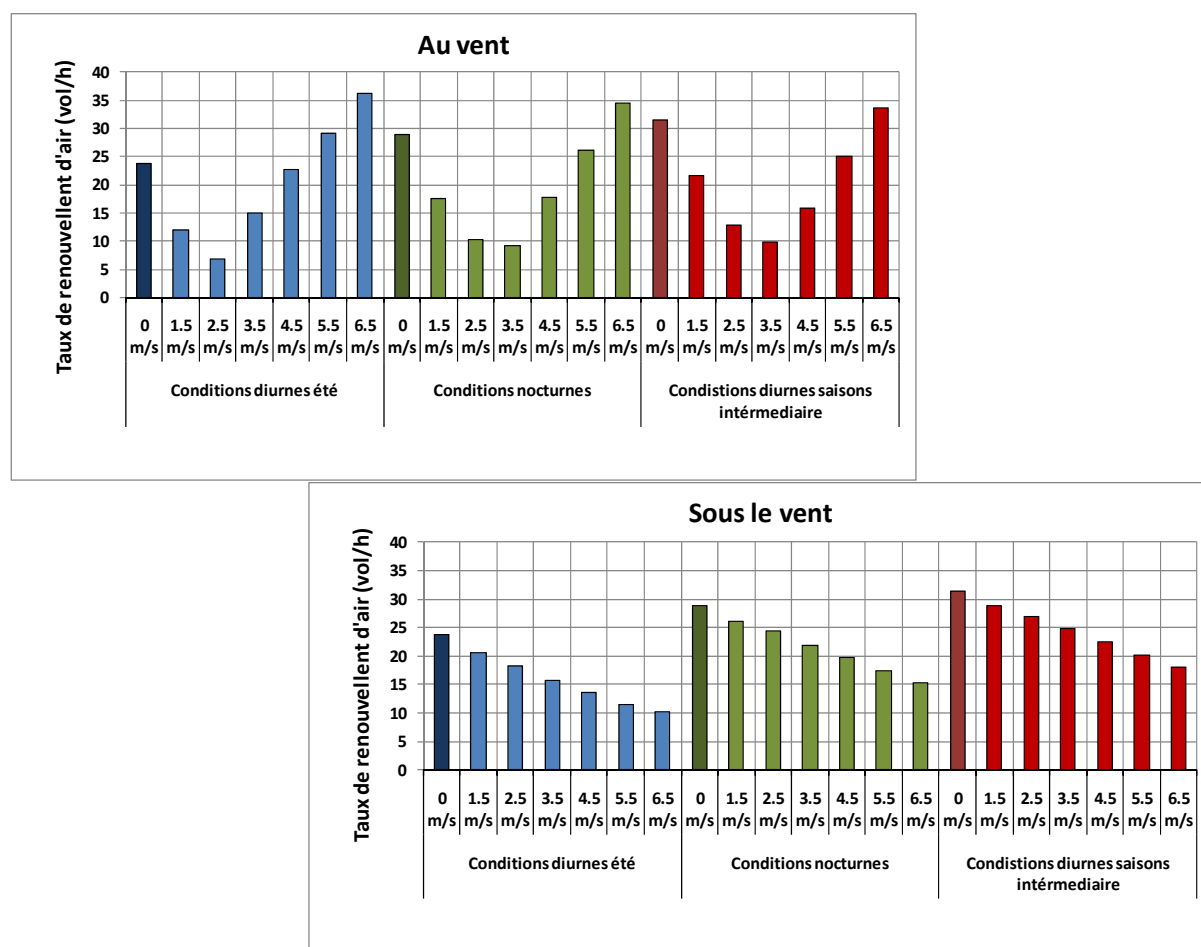 Au vent
Taux de renouvellent d'air (vol/h)
40
35
30
25
20
15
10
5
0
0 1.5 2.5 3.5 4.5 5.5 6.5 0 1.5 2.5 3.5 4.5 5.5 6.5 0 1.5 2.5 3.5 4.5 5.5 6.5
m/s m/s m/s m/s m/s m/s m/s m/s m/s m/s m/s m/s m/s m/s m/s m/s m/s m/s m/s m/s m/s
Conditions diurnes été Conditions nocturnes Condistions diurnes saisons
intérmediaire
Sous le vent
Taux de renouvellent d'air (vol/h)
40
35
30
25
20
15
10
5
0
0 1.5 2.5 3.5 4.5 5.5 6.5 0 1.5 2.5 3.5 4.5 5.5 6.5 0 1.5 2.5 3.5 4.5 5.5 6.5
m/s m/s m/s m/s m/s m/s m/s m/s m/s m/s m/s m/s m/s m/s m/s m/s m/s m/s m/s m/s m/s
Conditions diurnes été Conditions nocturnes Condistions diurnes saisons
intérmediaire